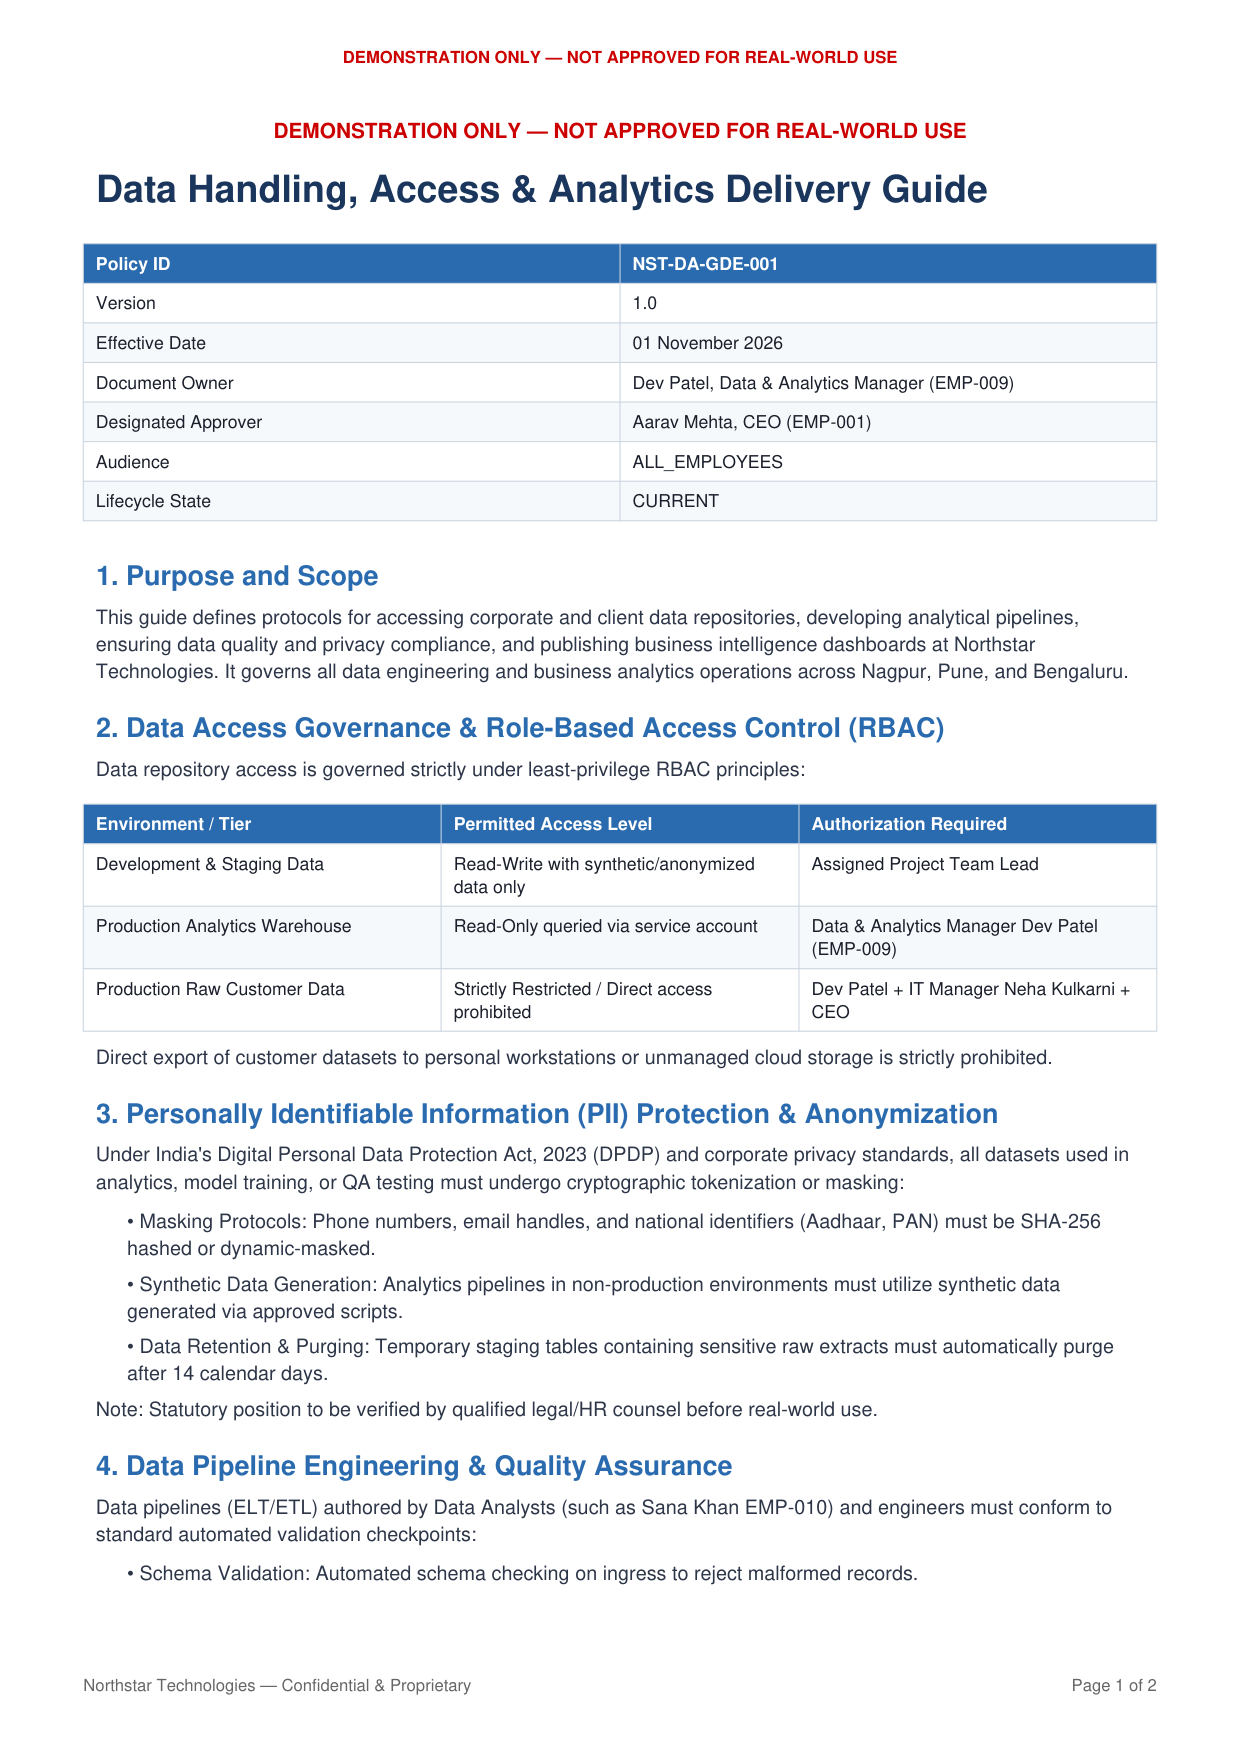 DEMONSTRATION ONLY — NOT APPROVED FOR REAL-WORLD USE
DEMONSTRATION ONLY — NOT APPROVED FOR REAL-WORLD USE
Data Handling, Access & Analytics Delivery Guide
Policy ID NST-DA-GDE-001
Version 1.0
Effective Date 01 November 2026
Document Owner Dev Patel, Data & Analytics Manager (EMP-009)
Designated Approver Aarav Mehta, CEO (EMP-001)
Audience ALL_EMPLOYEES
Lifecycle State CURRENT
1. Purpose and Scope
This guide defines protocols for accessing corporate and client data repositories, developing analytical pipelines,
ensuring data quality and privacy compliance, and publishing business intelligence dashboards at Northstar
Technologies. It governs all data engineering and business analytics operations across Nagpur, Pune, and Bengaluru.
2. Data Access Governance & Role-Based Access Control (RBAC)
Data repository access is governed strictly under least-privilege RBAC principles:
Environment / Tier Permitted Access Level Authorization Required
Development & Staging Data Read-Write with synthetic/anonymized Assigned Project Team Lead
data only
Production Analytics Warehouse Read-Only queried via service account Data & Analytics Manager Dev Patel
(EMP-009)
Production Raw Customer Data Strictly Restricted / Direct access Dev Patel + IT Manager Neha Kulkarni +
prohibited CEO
Direct export of customer datasets to personal workstations or unmanaged cloud storage is strictly prohibited.
3. Personally Identifiable Information (PII) Protection & Anonymization
Under India's Digital Personal Data Protection Act, 2023 (DPDP) and corporate privacy standards, all datasets used in
analytics, model training, or QA testing must undergo cryptographic tokenization or masking:
• Masking Protocols: Phone numbers, email handles, and national identifiers (Aadhaar, PAN) must be SHA-256
hashed or dynamic-masked.
• Synthetic Data Generation: Analytics pipelines in non-production environments must utilize synthetic data
generated via approved scripts.
• Data Retention & Purging: Temporary staging tables containing sensitive raw extracts must automatically purge
after 14 calendar days.
Note: Statutory position to be verified by qualified legal/HR counsel before real-world use.
4. Data Pipeline Engineering & Quality Assurance
Data pipelines (ELT/ETL) authored by Data Analysts (such as Sana Khan EMP-010) and engineers must conform to
standard automated validation checkpoints:
• Schema Validation: Automated schema checking on ingress to reject malformed records.
Northstar Technologies — Confidential & Proprietary Page 1 of 2